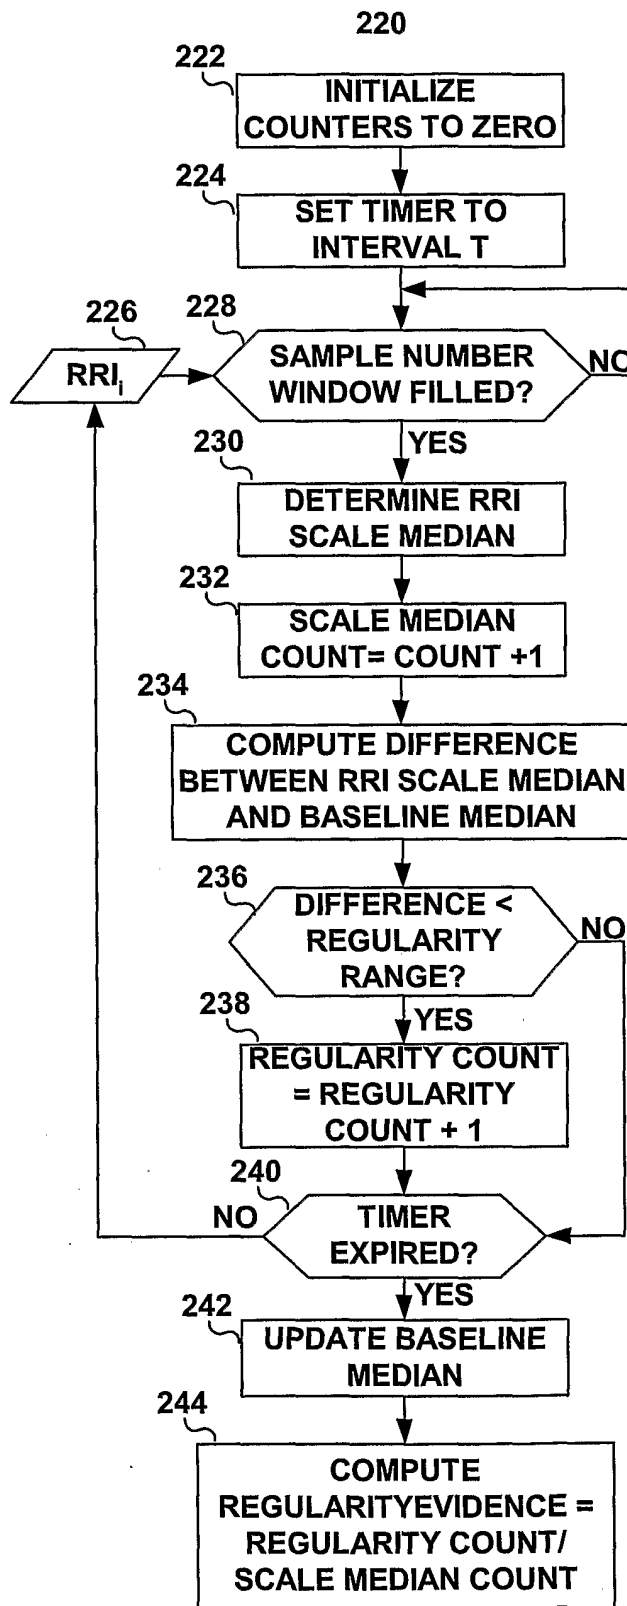 220
222
INITIALIZE
COUNTERS TO ZERO
224
SET TIMER TO
INTERVAL T
226
RRIi
228
SAMPLE NUMBER
WINDOW FILLED?
NO
YES
230
DETERMINE RRI
SCALE MEDIAN
232
SCALE MEDIAN
COUNT= COUNT +1
234
COMPUTE DIFFERENCE
BETWEEN RRI SCALE MEDIAN
AND BASELINE MEDIAN
236
DIFFERENCE <
REGULARITY
RANGE?
NO
YES
238
REGULARITY COUNT
= REGULARITY
COUNT + 1
240
NO
TIMER
EXPIRED?
YES
242
UPDATE BASELINE
MEDIAN
244
COMPUTE
REGULARITYEVIDENCE =
REGULARITY COUNT/
SCALE MEDIAN COUNT